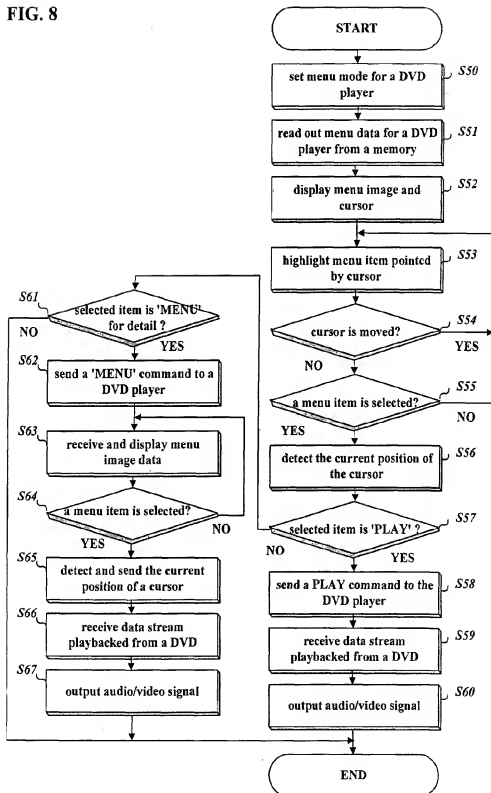 FIG. 8
START
S50
set menu mode for a DVD
player
S51
read out menu data for a DVD
player from a memory
S52
display menu image and
cursor
S53
highlight menu item pointed
by cursor
S54
cursor is moved?
YES
NO
S55
a menu item is selected?
NO
YES
S56
detect the current position of
the cursor
S57
selected item is 'PLAY' ?
NO
YES
S58
send a PLAY command to the
DVD player
S59
receive data stream
playbacked from a DVD
S60
output audio/video signal
S61
selected item is 'MENU'
for detail ?
NO
YES
S62
send a 'MENU' command to a
DVD player
S63
receive and display menu
image data
S64
a menu item is selected?
NO
YES
S65
detect and send the current
position of a cursor
S66
receive data stream
playbacked from a DVD
S67
output audio/video signal
END